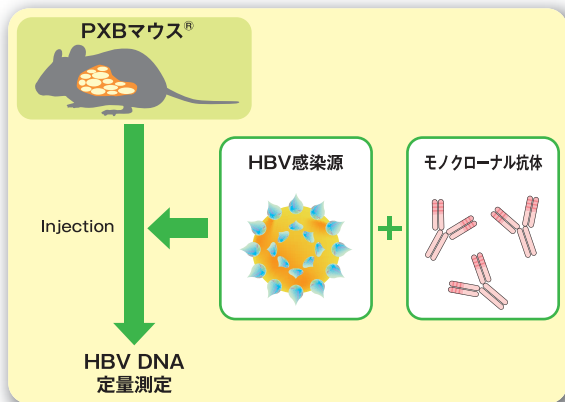 PXBマウス®
HBV感染源
モノクローナル抗体
Injection
+
HBV DNA
定量測定